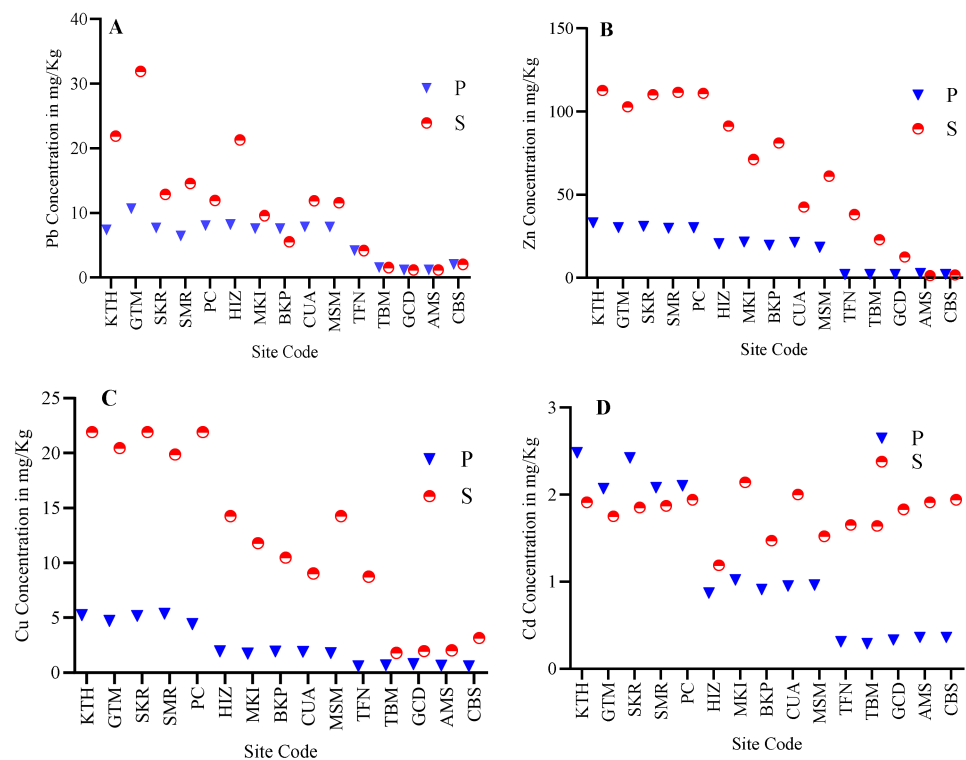 A
Pb Concentration in mg/Kg
40
30
20
10
0
P
S
KTH GTM SKR SMR PC HIZ MKI BKP CUA MSM TFN TBM GCD AMS CBS
Site Code
B
Zn Concentration in mg/Kg
150
100
50
0
P
S
KTH GTM SKR SMR PC HIZ MKI BKP CUA MSM TFN TBM GCD AMS CBS
Site Code
C
Cu Concentration in mg/Kg
25
20
15
10
5
0
P
S
KTH GTM SKR SMR PC HIZ MKI BKP CUA MSM TFN TBM GCD AMS CBS
Site Code
D
Cd Concentration in mg/Kg
3
2
1
0
P
S
KTH GTM SKR SMR PC HIZ MKI BKP CUA MSM TFN TBM GCD AMS CBS
Site Code